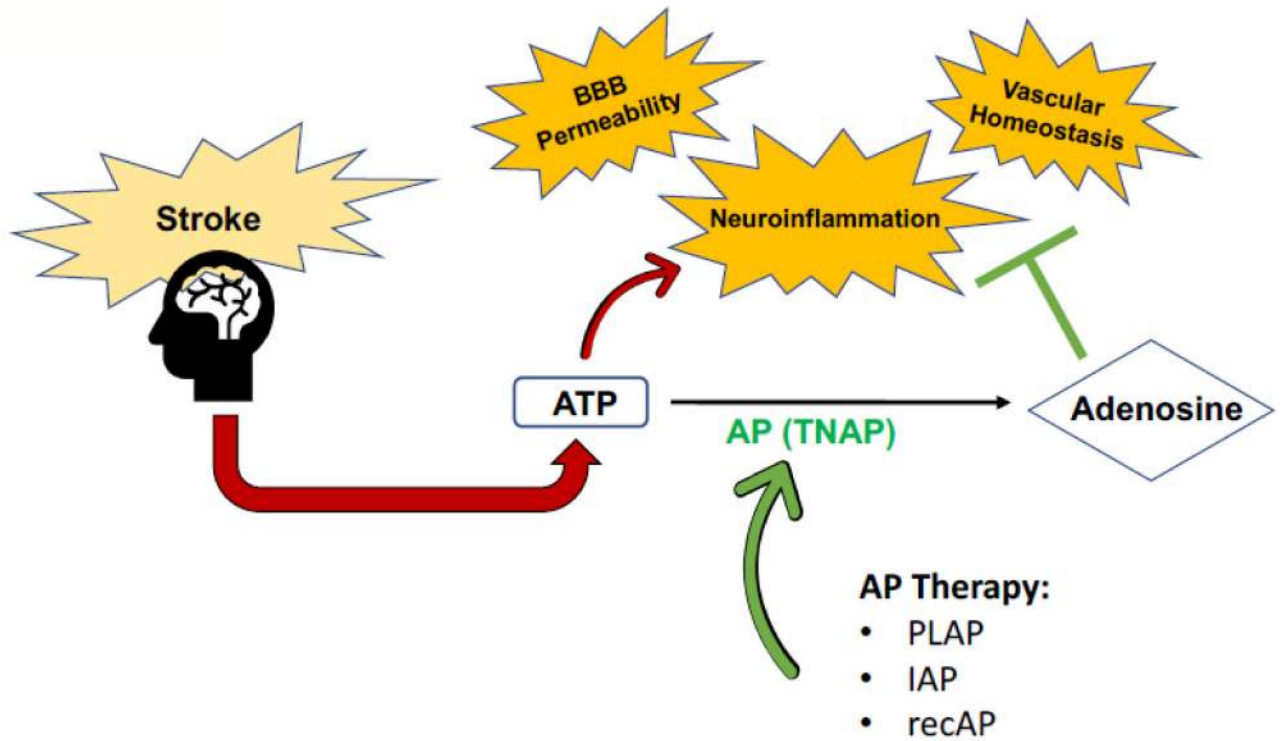 BBB
Permeability
Vascular
Homeostasis
Stroke
Neuroinflammation
ATP
AP (TNAP)
Adenosine
AP Therapy:
• PLAP
• IAP
• recAP